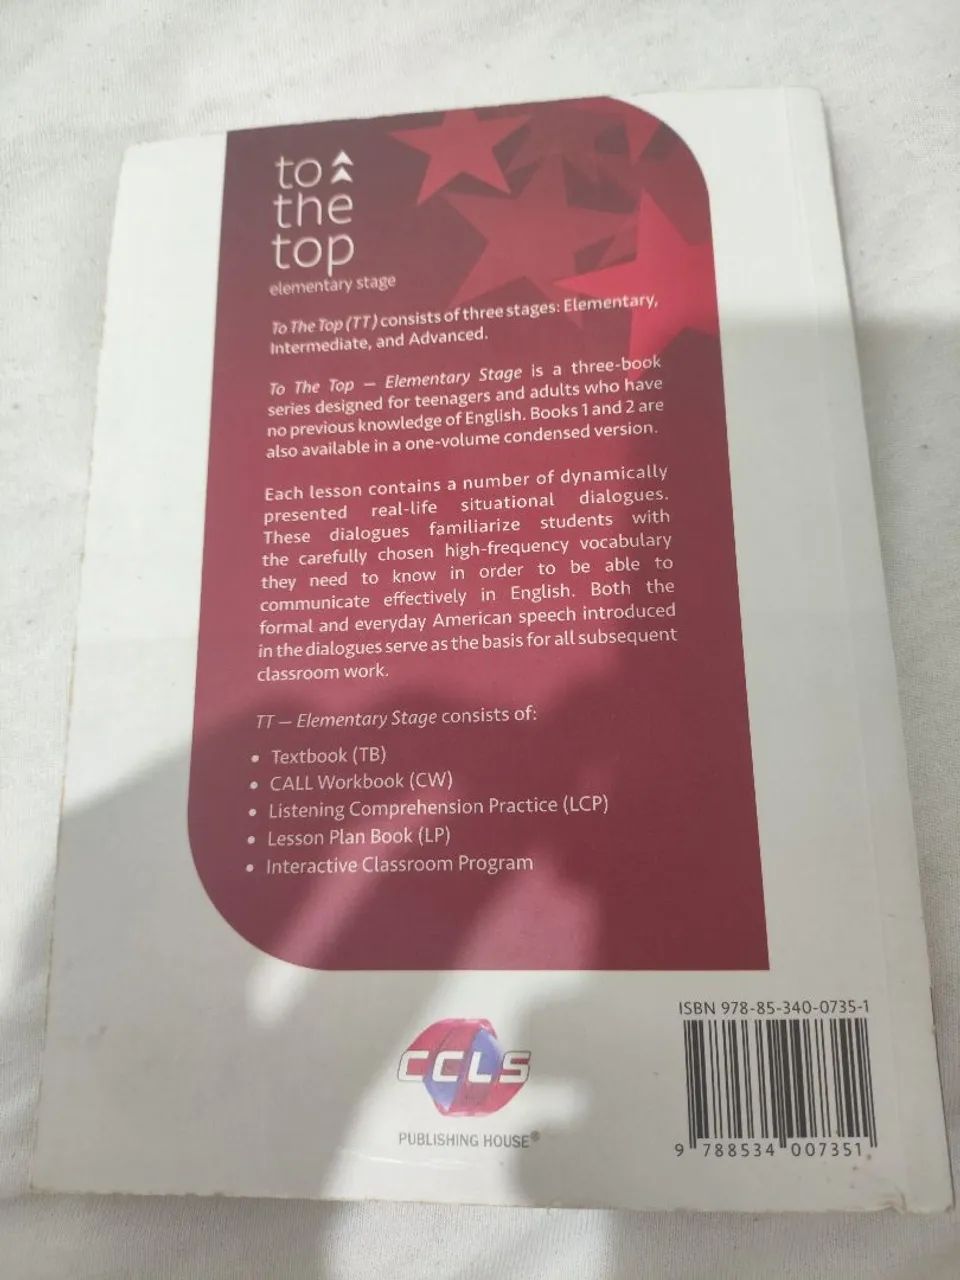 to
the
top
elementary stage
To The Top (TT) consists of three stages: Elementary,
Intermediate, and Advanced.
To The Top – Elementary Stage is a three-book
series designed for teenagers and adults who have
no previous knowledge of English. Books 1 and 2 are
also available in a one-volume condensed version.
Each lesson contains a number of dynamically
presented real-life situational dialogues.
These dialogues familiarize students with
the carefully chosen high-frequency vocabulary
they need to know in order to be able to
communicate effectively in English. Both the
formal and everyday American speech introduced
in the dialogues serve as the basis for all subsequent
classroom work.
TT – Elementary Stage consists of:
• Textbook (TB)
• CALL Workbook (CW)
• Listening Comprehension Practice (LCP)
• Lesson Plan Book (LP)
• Interactive Classroom Program
CCLS
PUBLISHING HOUSE®
ISBN 978-85-340-0735-1
9 788534 007351